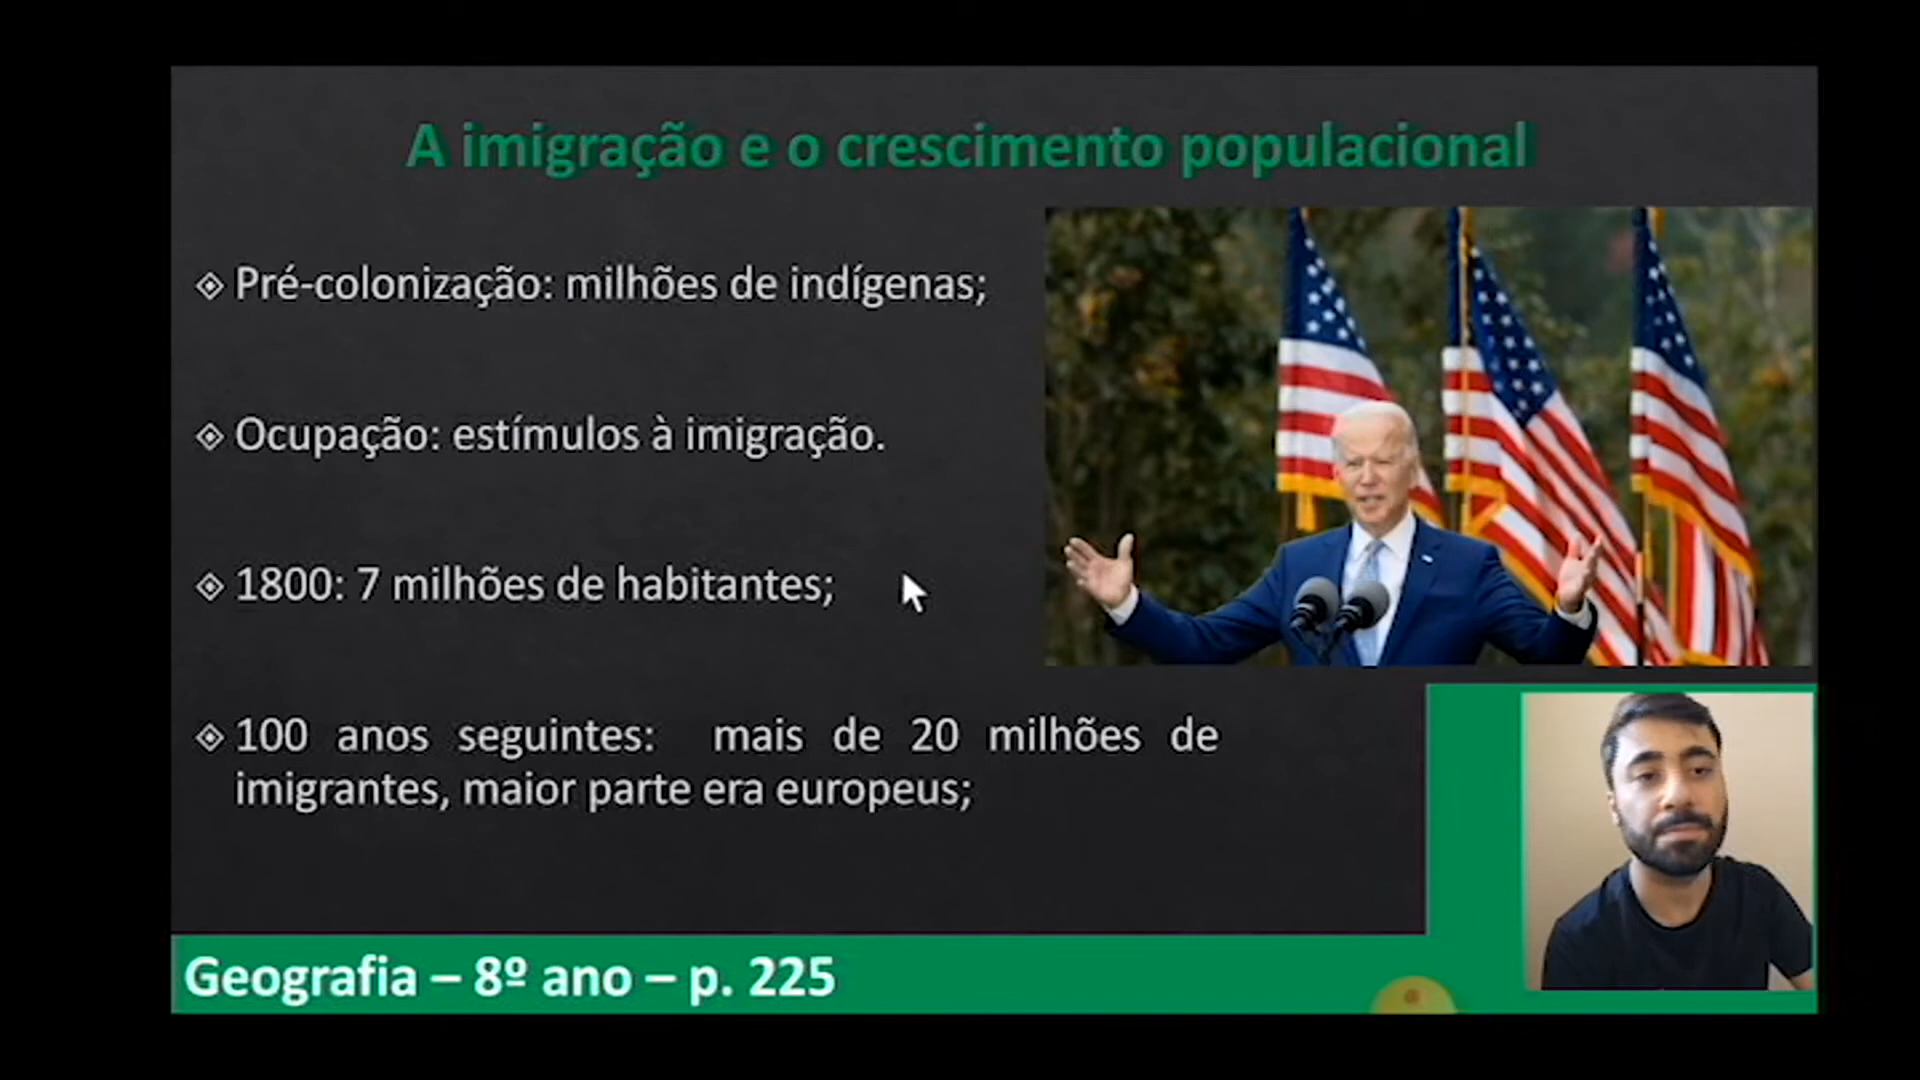 A imigração e o crescimento populacional
Pré-colonização: milhões de indígenas;
Ocupação: estímulos à imigração.
1800: 7 milhões de habitantes;
100 anos seguintes: mais de 20 milhões de
imigrantes, maior parte era europeus;
Geografia – 8º ano – p. 225